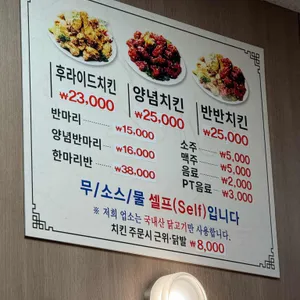 후라이드치킨
₩23,000
양념치킨
₩25,000
반반치킨
₩25,000
반마리 ₩15,000
양념반마리 ₩16,000
한마리반 ₩38,000
소주 ₩5,000
맥주 ₩5,000
음료 ₩2,000
PT음료 ₩3,000
무/소스/물 셀프(Self)입니다
※ 저희 업소는 국내산 닭고기만 사용합니다.
치킨 주문시 근위·닭발 ₩8,000